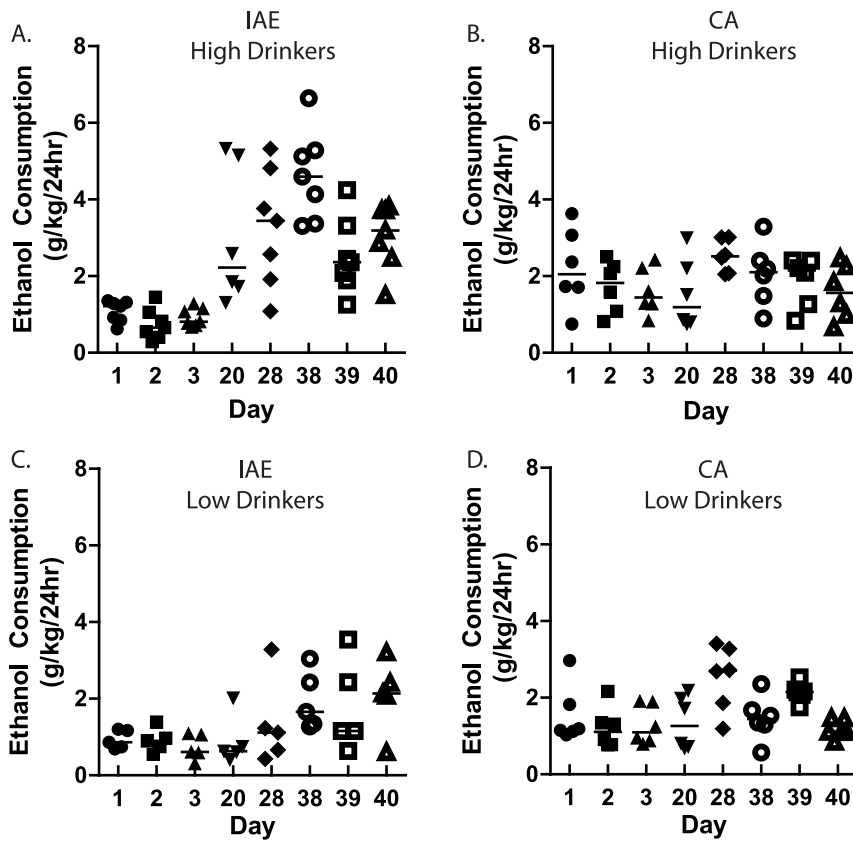 A.
IAE
High Drinkers
Ethanol Consumption
(g/kg/24hr)
8
6
4
2
0
1 2 3 20 28 38 39 40
Day
B.
CA
High Drinkers
Ethanol Consumption
(g/kg/24hr)
8
6
4
2
0
1 2 3 20 28 38 39 40
Day
C.
IAE
Low Drinkers
Ethanol Consumption
(g/kg/24hr)
8
6
4
2
0
1 2 3 20 28 38 39 40
Day
D.
CA
Low Drinkers
Ethanol Consumption
(g/kg/24hr)
8
6
4
2
0
1 2 3 20 28 38 39 40
Day